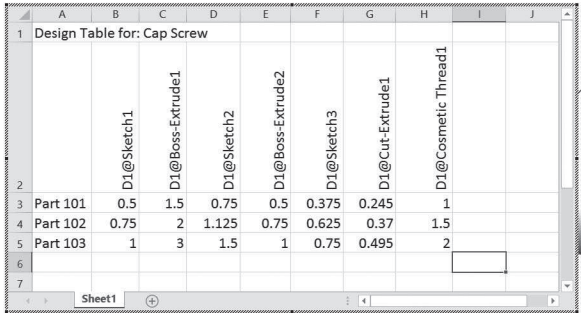 A B C D E F G H I J
1 Design Table for: Cap Screw
2 D1@Sketch1 D1@Boss-Extrude1 D1@Sketch2 D1@Boss-Extrude2 D1@Sketch3 D1@Cut-Extrude1 D1@Cosmetic Thread1
3 Part 101 0.5 1.5 0.75 0.5 0.375 0.245 1
4 Part 102 0.75 2 1.125 0.75 0.625 0.37 1.5
5 Part 103 1 3 1.5 1 0.75 0.495 2
6
7
Sheet1